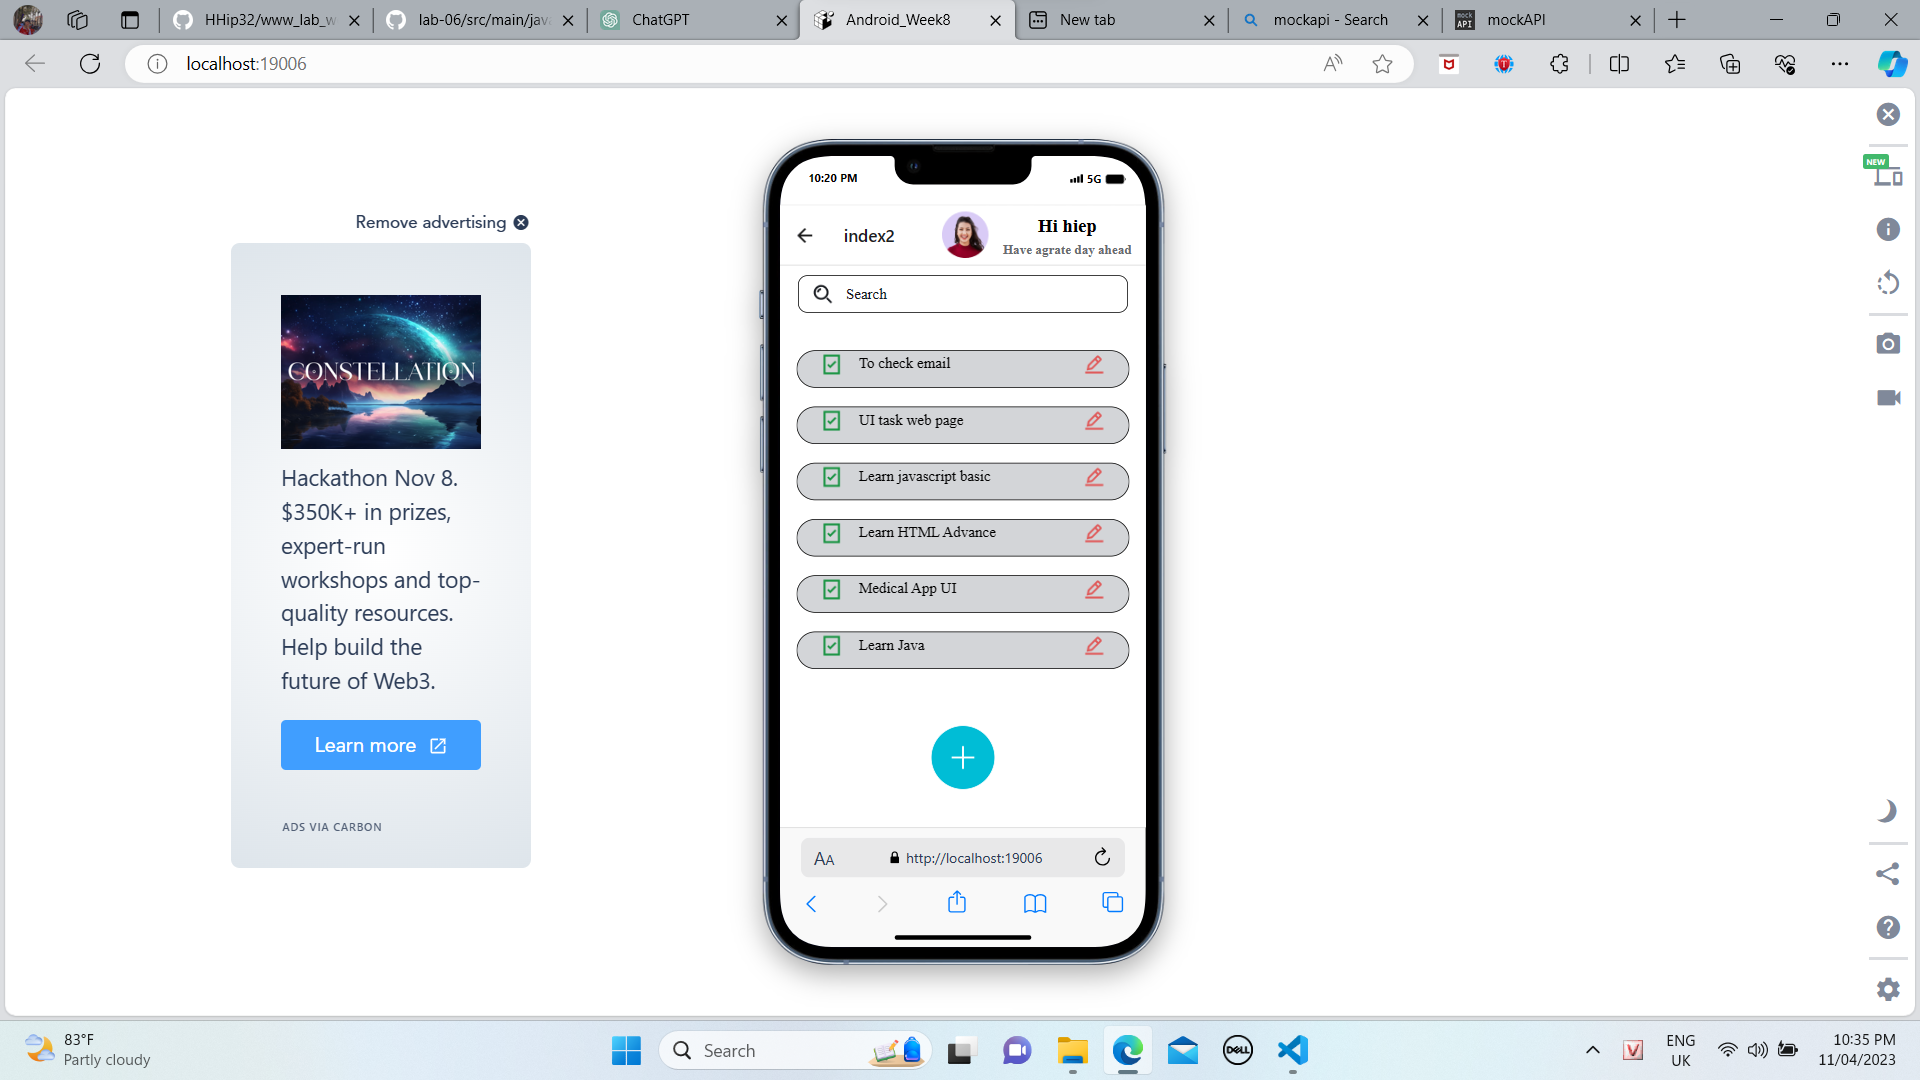 HHip32/www_lab_w
lab-06/src/main/java
ChatGPT
Android_Week8
New tab
mockapi - Search
mock API
mockAPI
localhost:19006
NEW
Remove advertising
CONSTELLATION
Hackathon Nov 8.
$350K+ in prizes,
expert-run
workshops and top-
quality resources.
Help build the
future of Web3.
Learn more
ADS VIA CARBON
10:20 PM
5G
index2
Hi hiep
Have agrate day ahead
Search
To check email
UI task web page
Learn javascript basic
Learn HTML Advance
Medical App UI
Learn Java
AA
http://localhost:19006
83°F
Partly cloudy
Search
DELL
V
ENG
UK
10:35 PM
11/04/2023